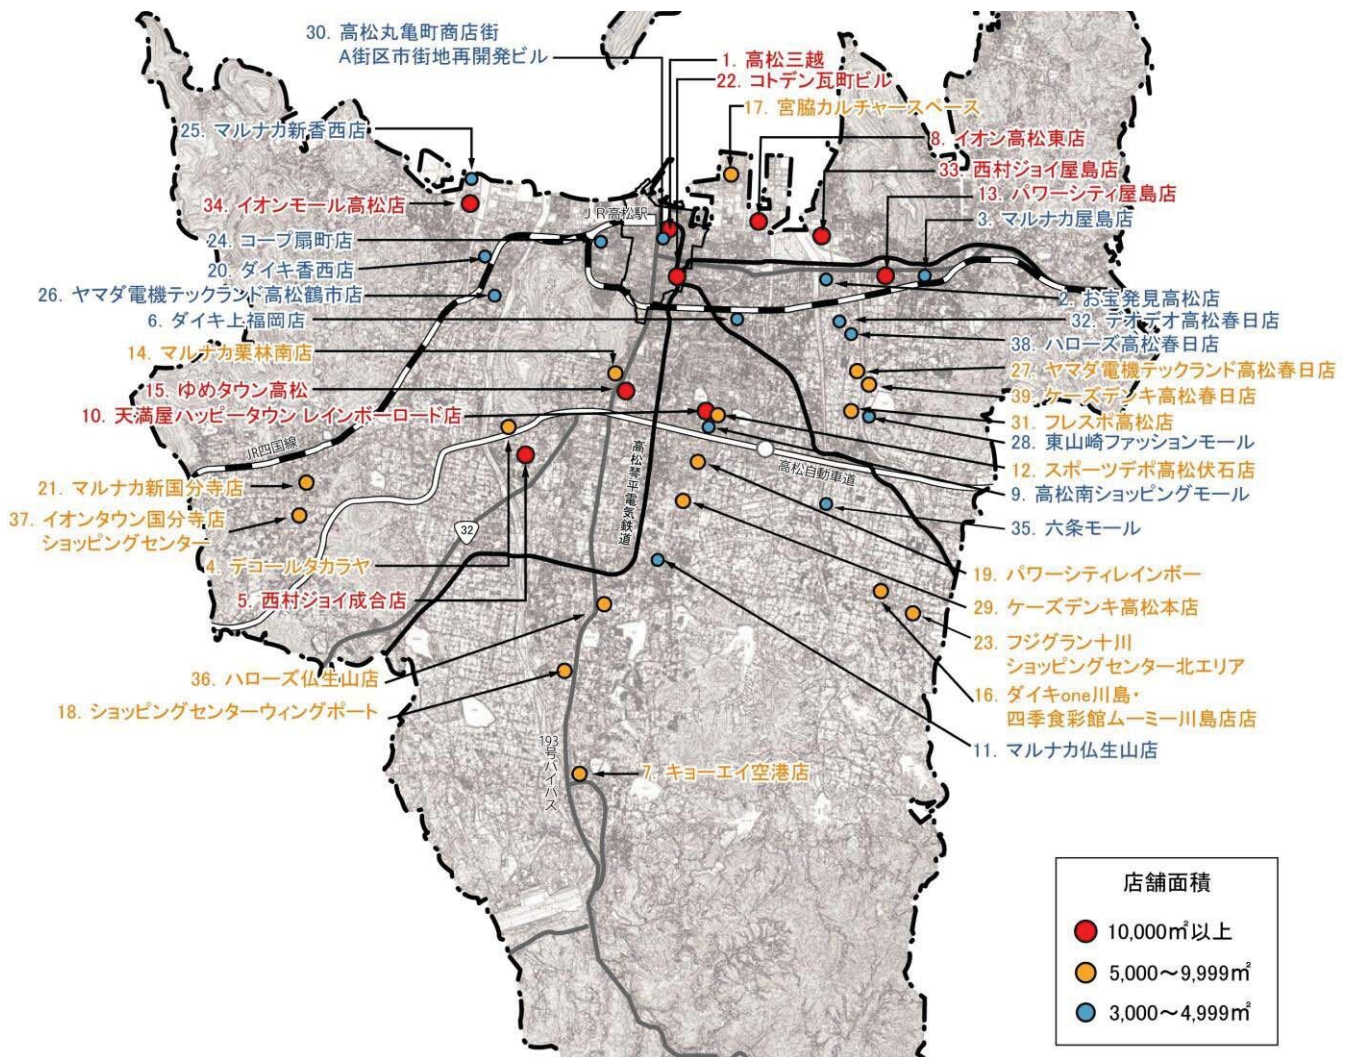 30. 高松丸亀町商店街
A街区市街地再開発ビル
1. 高松三越
22. コトデン瓦町ビル
17. 宮脇カルチャースペース
25. マルナカ新香西店
8. イオン高松東店
33. 西村ジョイ屋島店
34. イオンモール高松店
13. パワーシティ屋島店
JR高松駅
3. マルナカ屋島店
24. コープ扇町店
20. ダイキ香西店
26. ヤマダ電機テックランド高松鶴市店
2. お宝発見高松店
6. ダイキ上福岡店
32. デオデオ高松春日店
38. ハローズ高松春日店
14. マルナカ栗林南店
27. ヤマダ電機テックランド高松春日店
15. ゆめタウン高松
39. ケーズデンキ高松春日店
10. 天満屋ハッピータウン レインボーロード店
31. フレスポ高松店
28. 東山崎ファッションモール
JR四国線
高松琴平電気鉄道
高松自動車道
12. スポーツデポ高松伏石店
21. マルナカ新国分寺店
9. 高松南ショッピングモール
37. イオンタウン国分寺店
ショッピングセンター
32
35. 六条モール
4. デコールタカラヤ
19. パワーシティレインボー
5. 西村ジョイ成合店
29. ケーズデンキ高松本店
23. フジグラン十川
ショッピングセンター北エリア
36. ハローズ仏生山店
16. ダイキone川島・
四季食彩館ムーミー川島店店
18. ショッピングセンターウィングポート
11. マルナカ仏生山店
193号バイパス
7. キョーエイ空港店
店舗面積
10,000㎡以上
5,000～9,999㎡
3,000～4,999㎡